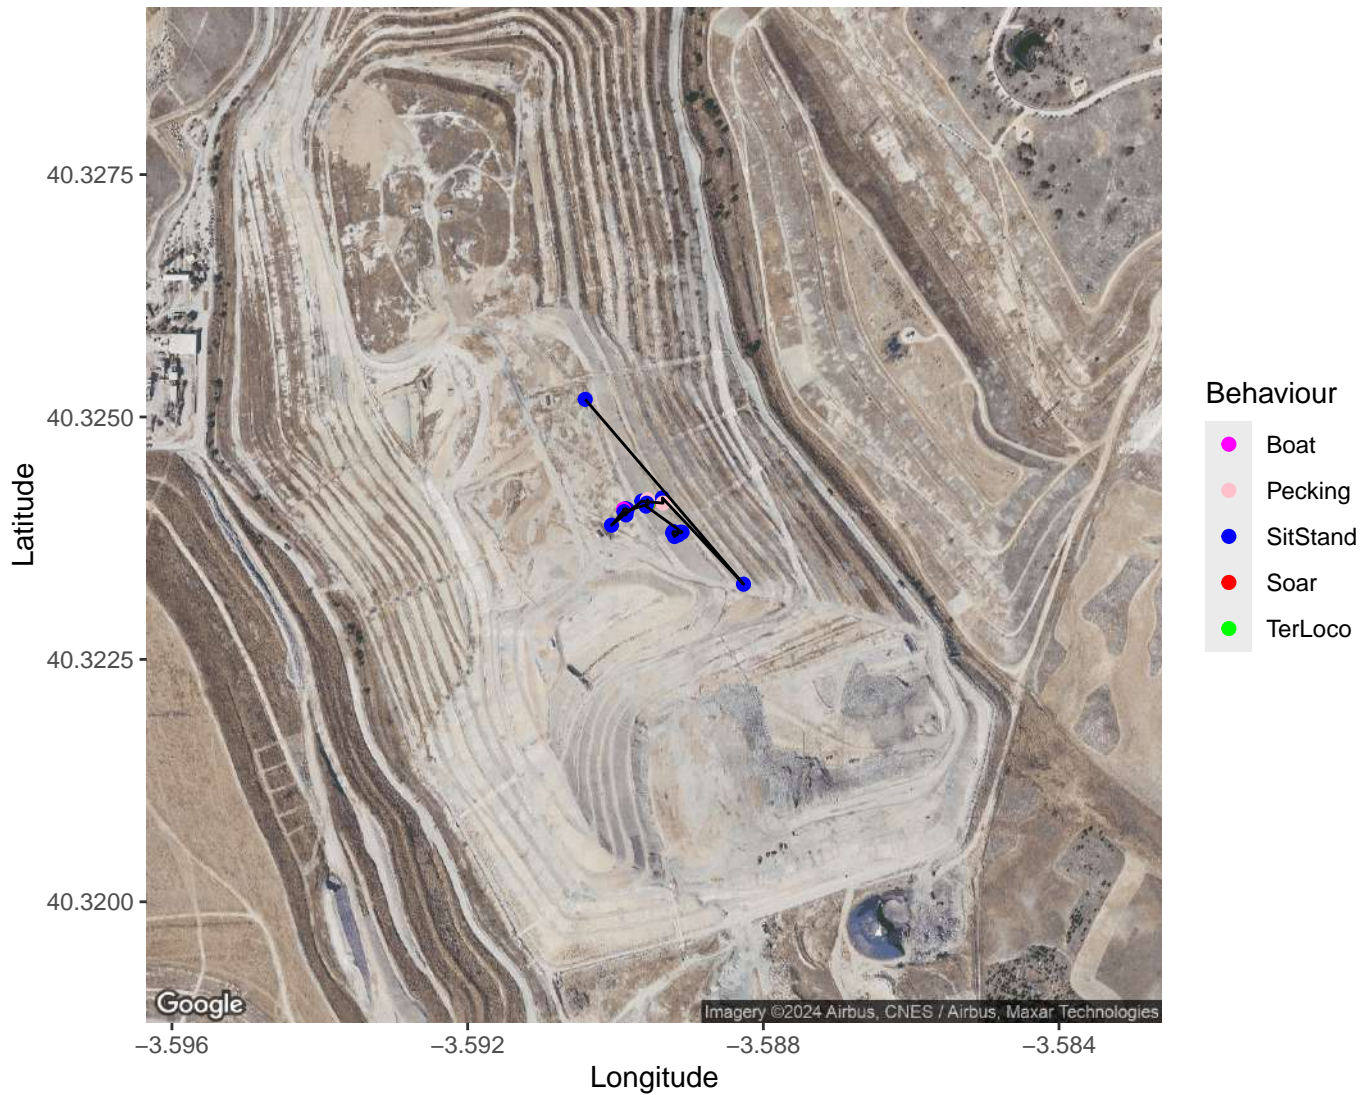 40.3275
40.3250
40.3225
40.3200
Latitude
−3.596
−3.592
−3.588
−3.584
Longitude
Google
Imagery ©2024 Airbus, CNES / Airbus, Maxar Technologies
Behaviour
Boat
Pecking
SitStand
Soar
TerLoco